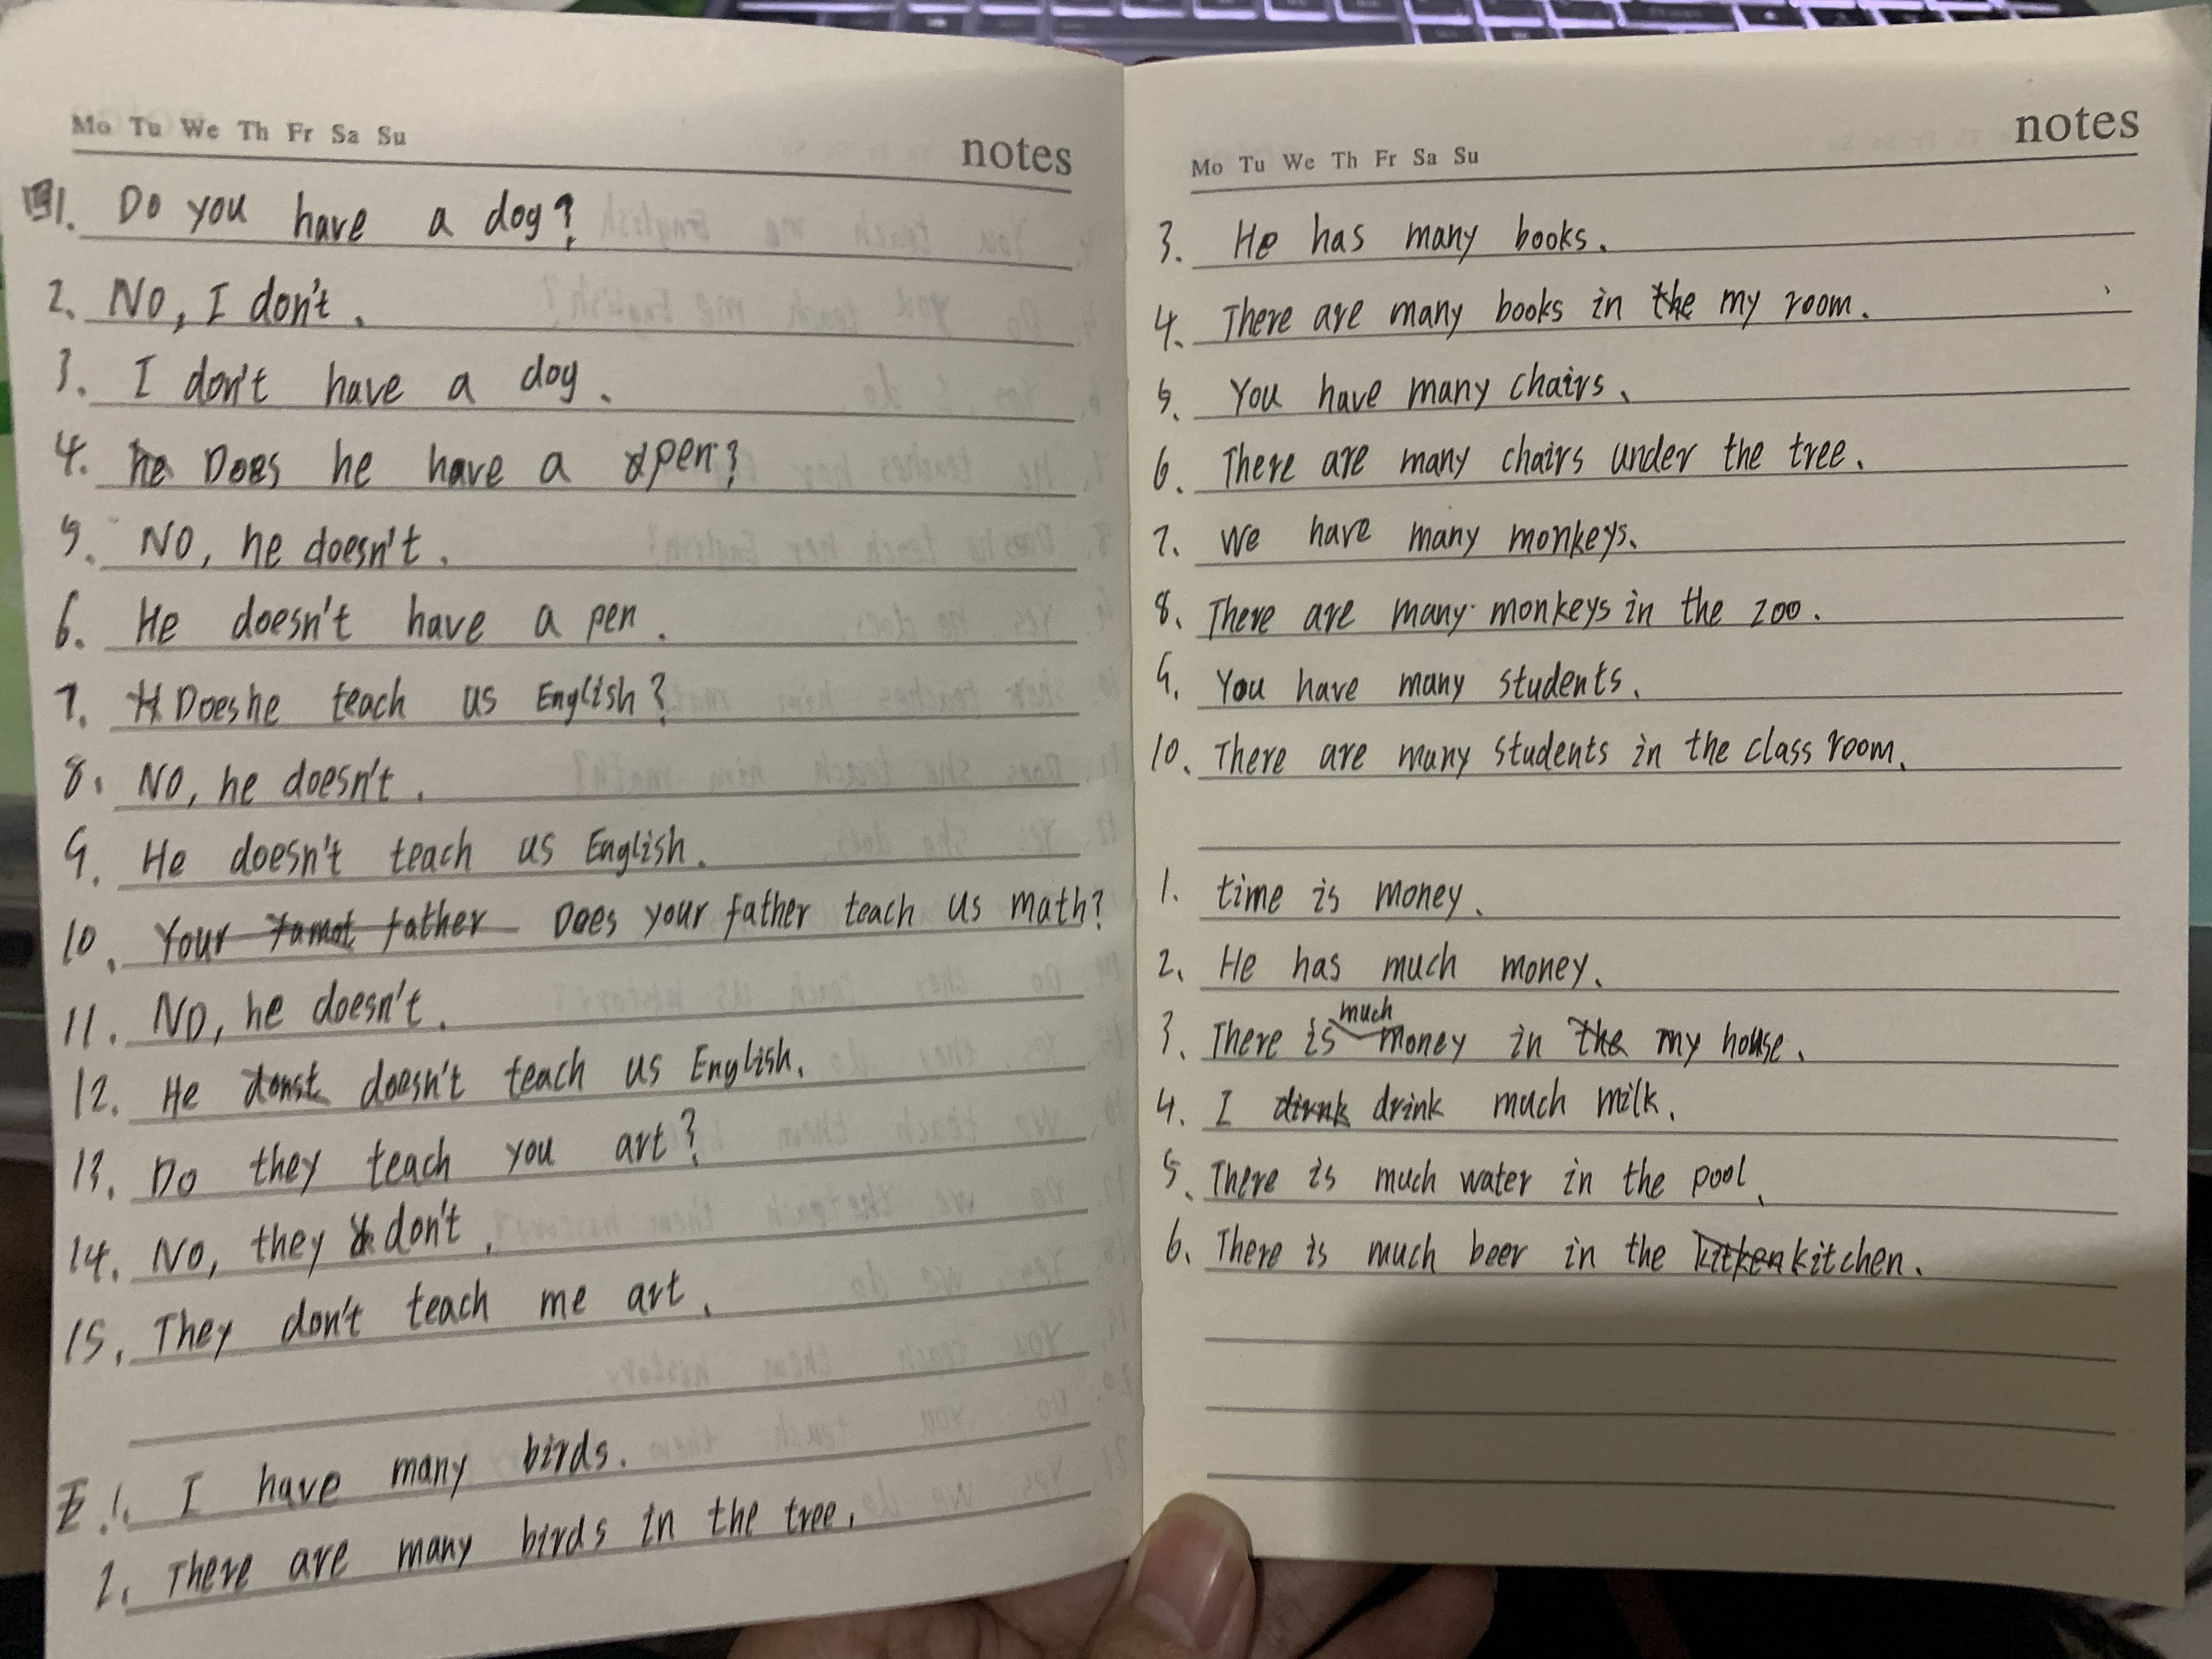 Mo Tu We Th Fr Sa Su notes
1. Do you have a dog?
2. No, I don't.
3. I don't have a dog.
4. he Does he have a pen?
5. No, he doesn't.
6. He doesn't have a pen.
7. H Does he teach us English?
8. No, he doesn't.
9. He doesn't teach us English.
10. Your father Does your father teach us math?
11. No, he doesn't.
12. He donst doesn't teach us English.
13. Do they teach you art?
14. No, they don't.
15. They don't teach me art.
1. I have many birds.
2. There are many birds in the tree.
Mo Tu We Th Fr Sa Su notes
3. He has many books.
4. There are many books in the my room.
5. You have many chairs.
6. There are many chairs under the tree.
7. We have many monkeys.
8. There are many monkeys in the zoo.
9. You have many students.
10. There are many students in the class room.
1. time is money.
2. He has much money.
3. There is much money in the my house.
4. I dirnk drink much milk.
5. There is much water in the pool.
6. There is much beer in the kitken kitchen.